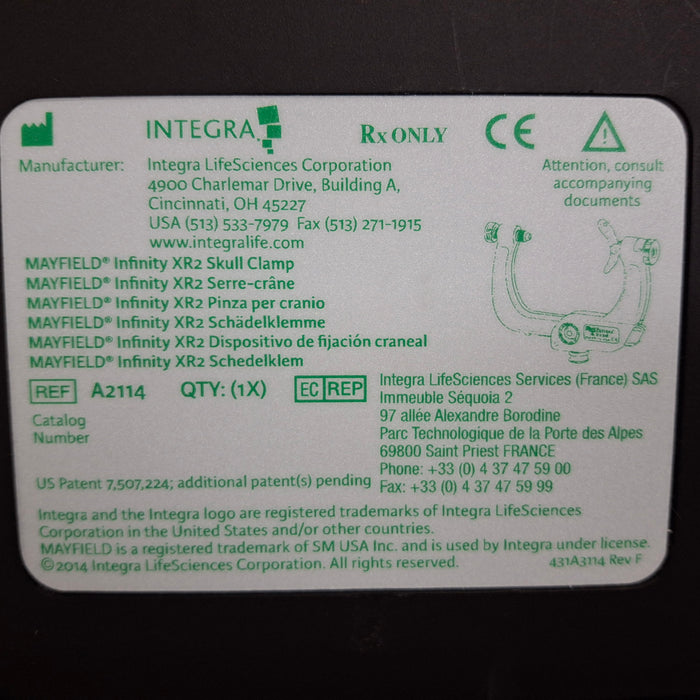 INTEGRA
Rx ONLY
CE
Manufacturer: Integra LifeSciences Corporation
4900 Charlemar Drive, Building A,
Cincinnati, OH 45227
USA (513) 533-7979 Fax (513) 271-1915
www.integralife.com
Attention, consult
accompanying
documents
MAYFIELD® Infinity XR2 Skull Clamp
MAYFIELD® Infinity XR2 Serre-crâne
MAYFIELD® Infinity XR2 Pinza per cranio
MAYFIELD® Infinity XR2 Schädelklemme
MAYFIELD® Infinity XR2 Dispositivo de fijación craneal
MAYFIELD® Infinity XR2 Schedelklem
REF A2114 QTY: (1X)
Catalog
Number
EC REP Integra LifeSciences Services (France) SAS
Immeuble Séquoia 2
97 allée Alexandre Borodine
Parc Technologique de la Porte des Alpes
69800 Saint Priest FRANCE
Phone: +33 (0) 4 37 47 59 00
Fax: +33 (0) 4 37 47 59 99
US Patent 7,507,224; additional patent(s) pending
Integra and the Integra logo are registered trademarks of Integra LifeSciences
Corporation in the United States and/or other countries.
MAYFIELD is a registered trademark of SM USA Inc. and is used by Integra under license.
©2014 Integra LifeSciences Corporation. All rights reserved.
431A3114 Rev F